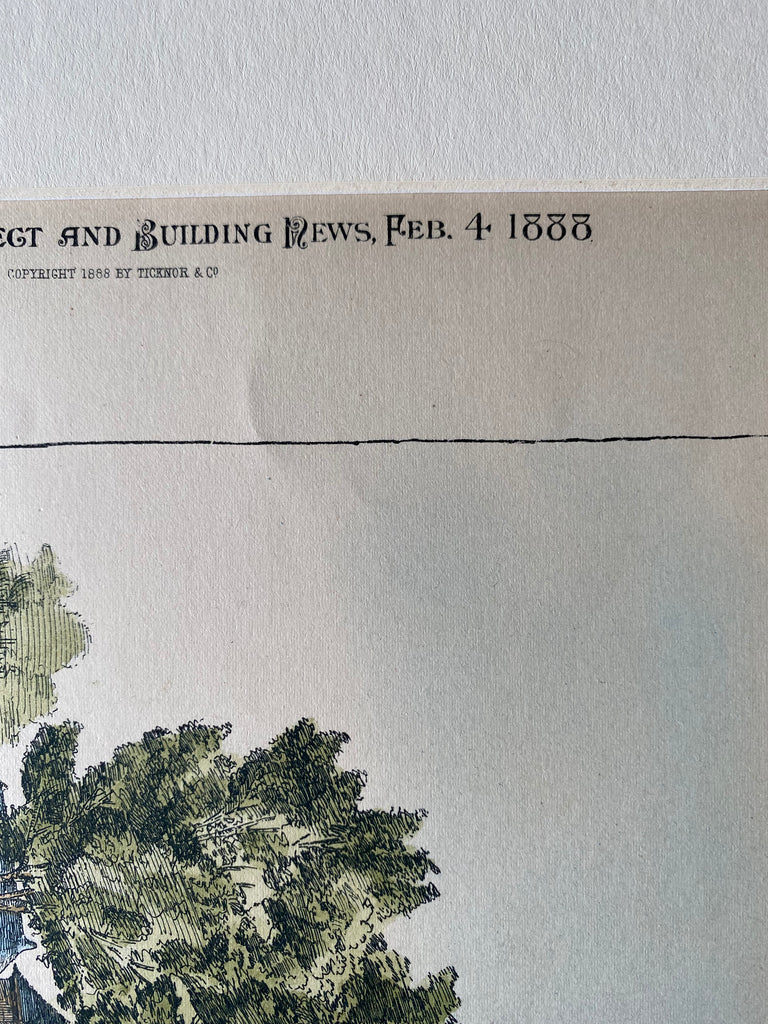 ECT AND BUILDING NEWS, FEB. 4 1888
COPYRIGHT 1888 BY TICKNOR & CO